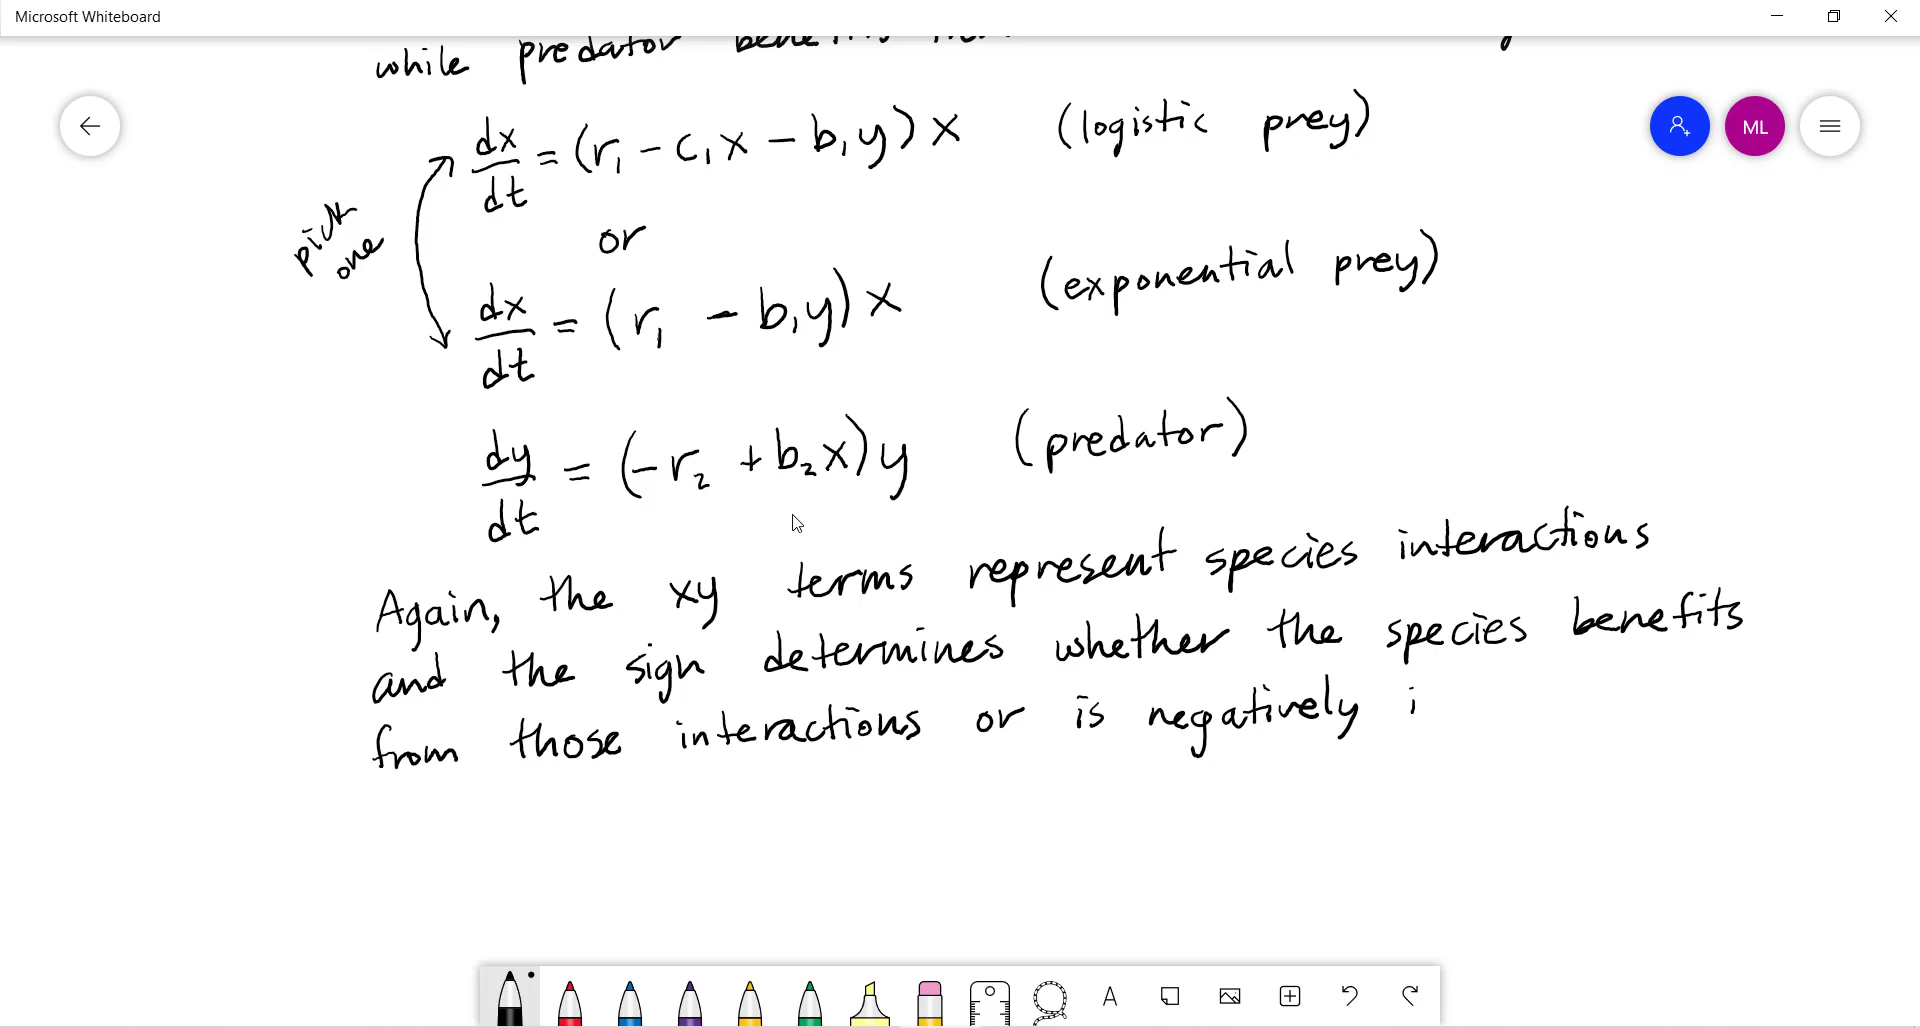 Microsoft Whiteboard
while predator
dx/dt = (r₁ - c₁x - b₁y) x (logistic prey)
pick one
or
dx/dt = (r₁ - b₁y) x (exponential prey)
dy/dt = (-r₂ + b₂x) y (predator)
Again, the xy terms represent species interactions
and the sign determines whether the species benefits
from those interactions or is negatively i
ML
A